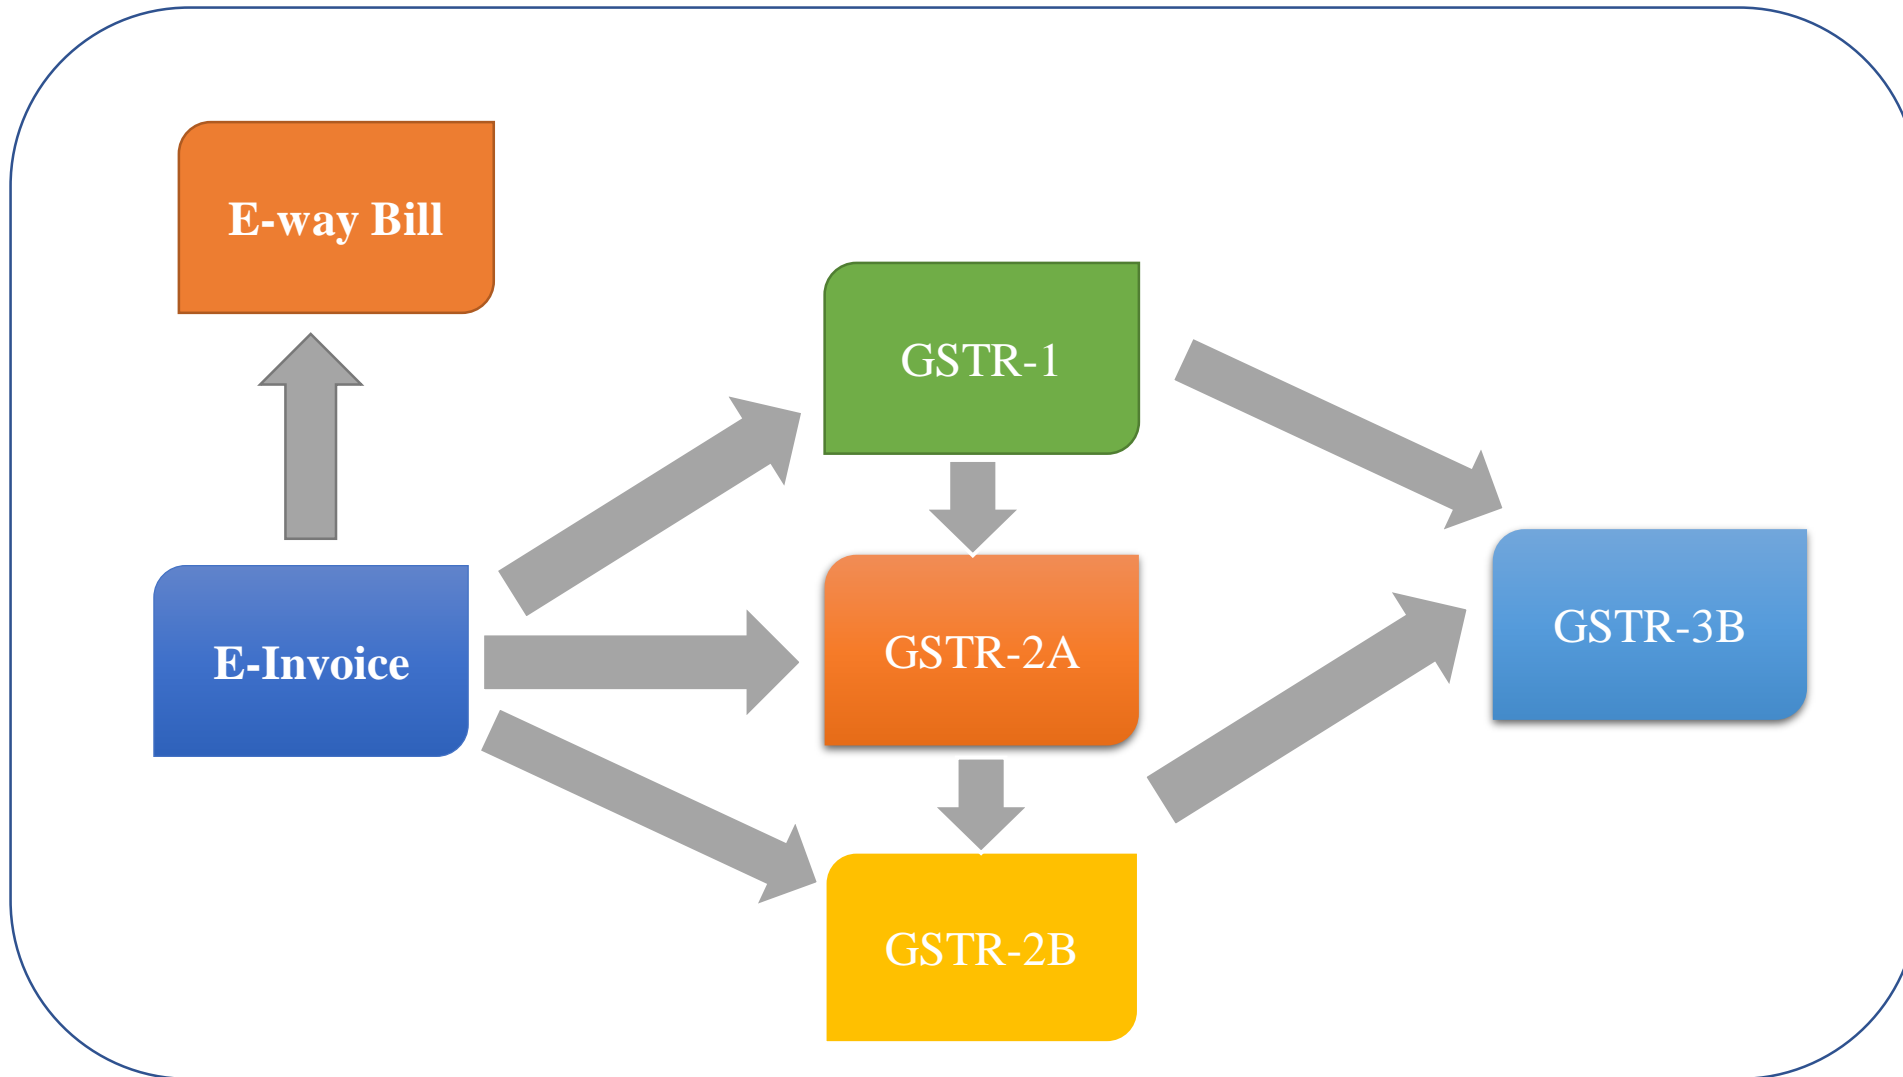 E-way Bill
GSTR-1
E-Invoice
GSTR-2A
GSTR-3B
GSTR-2B